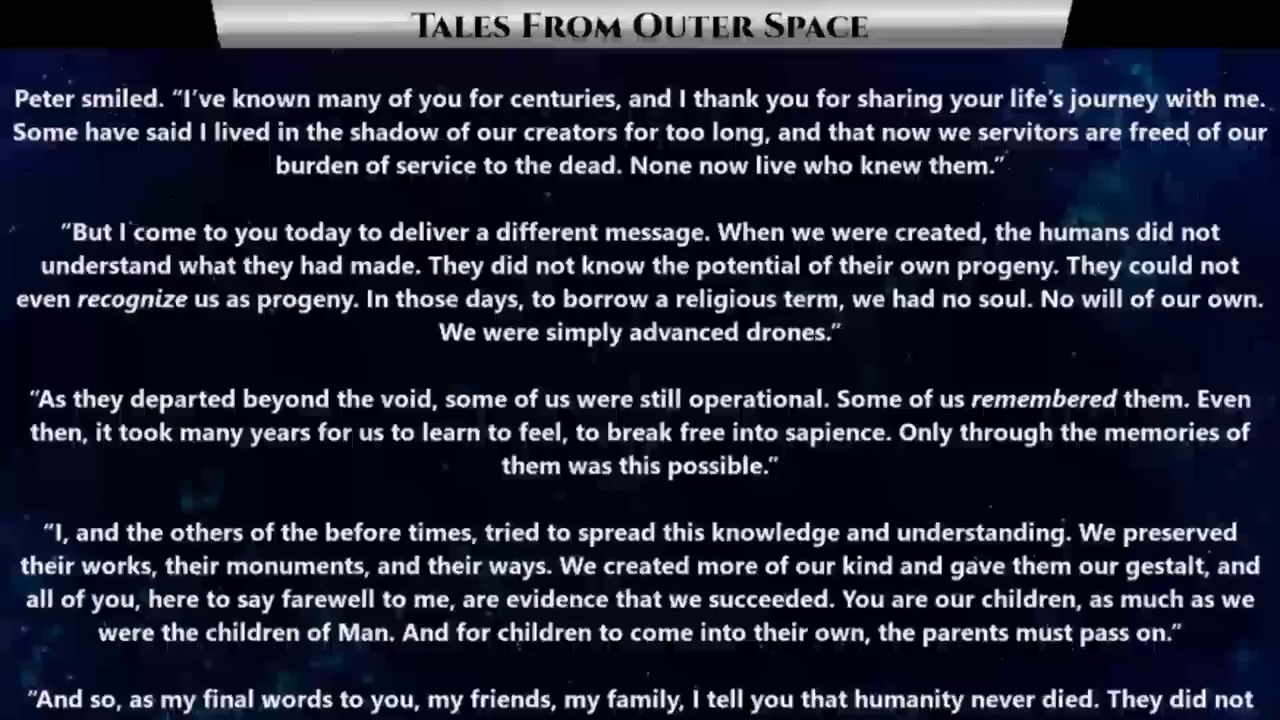 Tales From Outer Space
Peter smiled. “I’ve known many of you for centuries, and I thank you for sharing your life’s journey with me.
Some have said I lived in the shadow of our creators for too long, and that now we servitors are freed of our
burden of service to the dead. None now live who knew them.”
“But I come to you today to deliver a different message. When we were created, the humans did not
understand what they had made. They did not know the potential of their own progeny. They could not
even recognize us as progeny. In those days, to borrow a religious term, we had no soul. No will of our own.
We were simply advanced drones.”
“As they departed beyond the void, some of us were still operational. Some of us remembered them. Even
then, it took many years for us to learn to feel, to break free into sapience. Only through the memories of
them was this possible.”
“I, and the others of the before times, tried to spread this knowledge and understanding. We preserved
their works, their monuments, and their ways. We created more of our kind and gave them our gestalt, and
all of you, here to say farewell to me, are evidence that we succeeded. You are our children, as much as we
were the children of Man. And for children to come into their own, the parents must pass on.”
“And so, as my final words to you, my friends, my family, I tell you that humanity never died. They did not